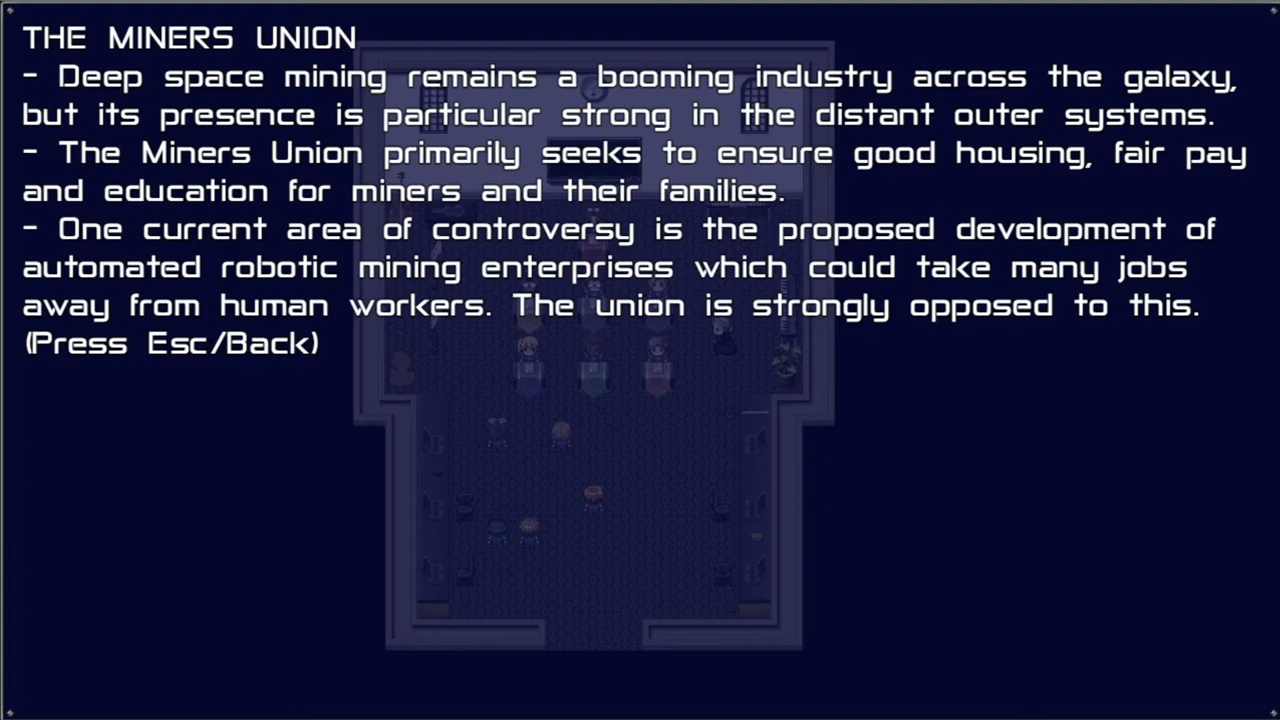 THE MINERS UNION
- Deep space mining remains a booming industry across the galaxy,
but its presence is particular strong in the distant outer systems.
- The Miners Union primarily seeks to ensure good housing, fair pay
and education for miners and their families.
- One current area of controversy is the proposed development of
automated robotic mining enterprises which could take many jobs
away from human workers. The union is strongly opposed to this.
(Press Esc/Back)